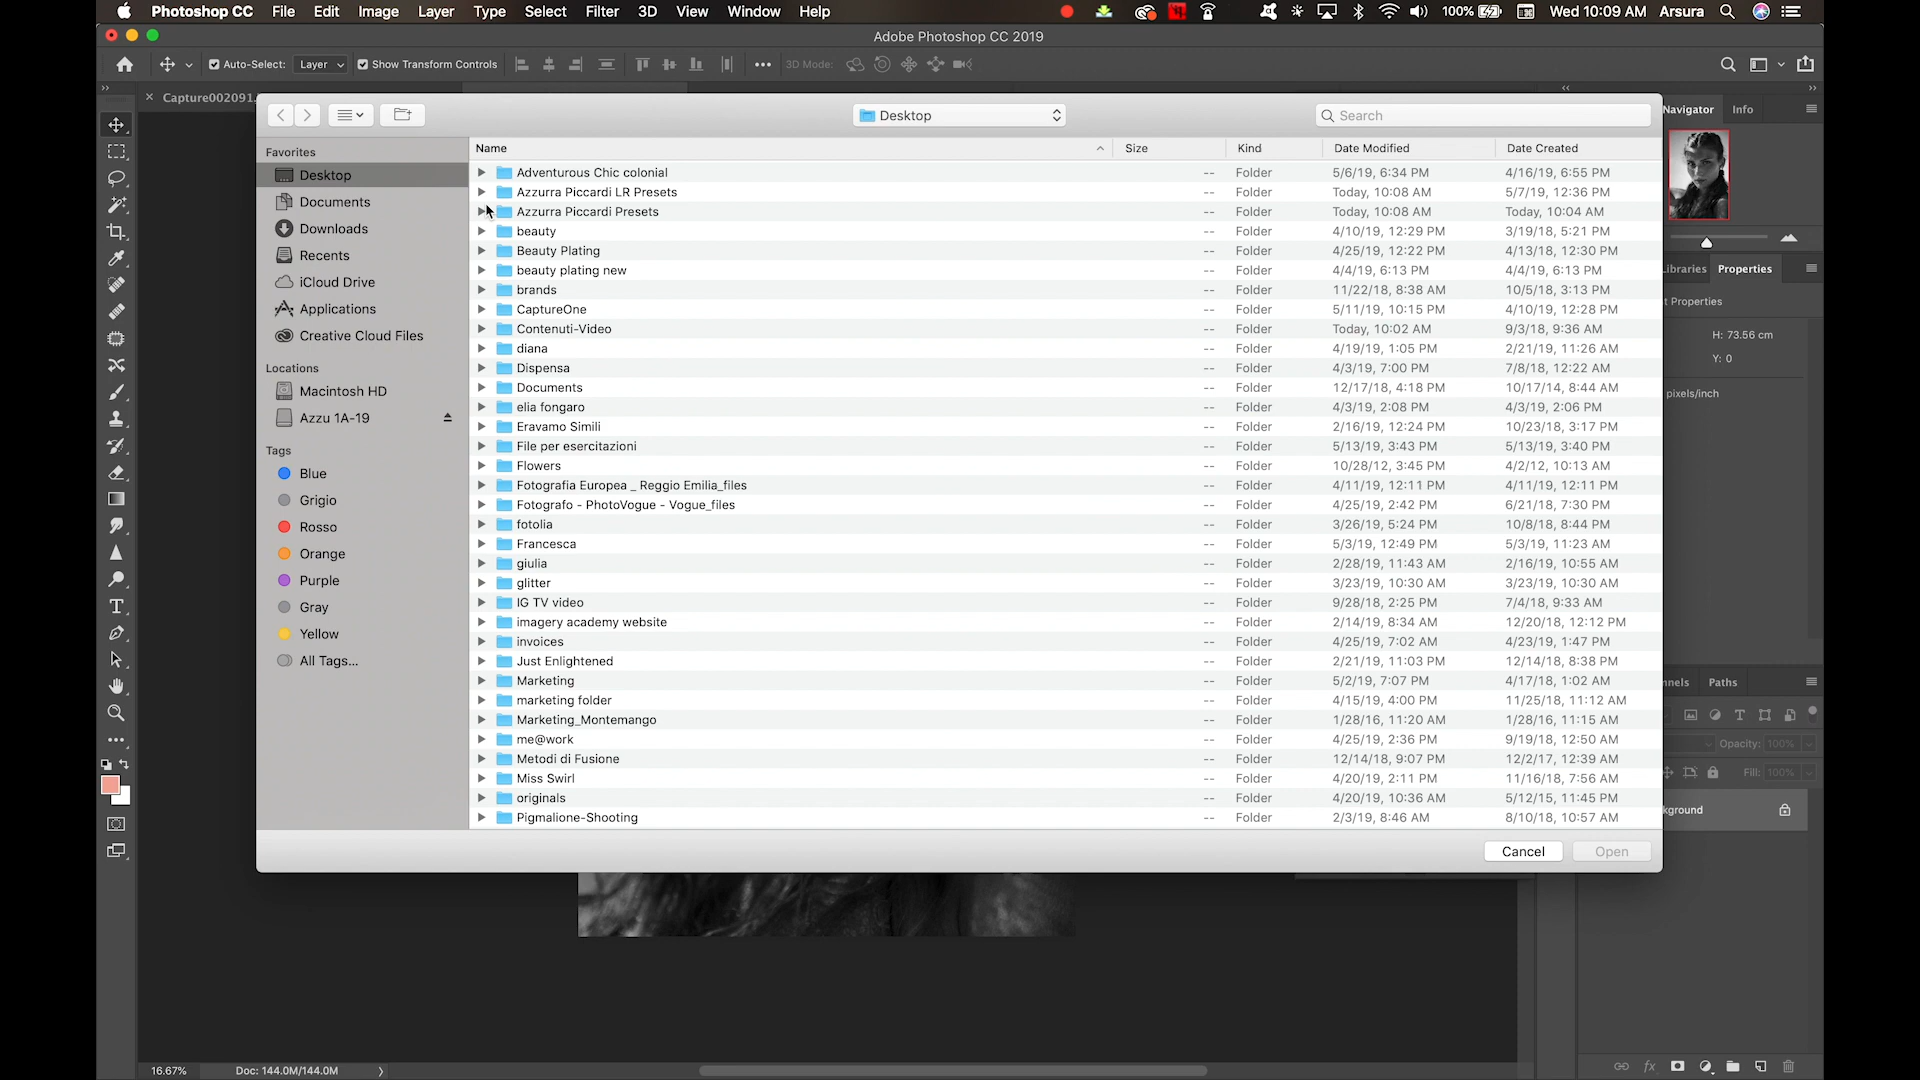 Photoshop CC File Edit Image Layer Type Select Filter 3D View Window Help 100% Wed 10:09 AM Arsura
Adobe Photoshop CC 2019
Auto-Select: Layer Show Transform Controls 3D Mode:
Capture002091.
Desktop
Search
Navigator Info
Favorites
Desktop
Documents
Downloads
Recents
iCloud Drive
Applications
Creative Cloud Files
Locations
Macintosh HD
Azzu 1A-19
Tags
Blue
Grigio
Rosso
Orange
Purple
Gray
Yellow
All Tags...
Name Size Kind Date Modified Date Created
Adventurous Chic colonial -- Folder 5/6/19, 6:34 PM 4/16/19, 6:55 PM
Azzurra Piccardi LR Presets -- Folder Today, 10:08 AM 5/7/19, 12:36 PM
Azzurra Piccardi Presets -- Folder Today, 10:08 AM Today, 10:04 AM
beauty -- Folder 4/10/19, 12:29 PM 3/19/18, 5:21 PM
Beauty Plating -- Folder 4/25/19, 12:22 PM 4/13/18, 12:30 PM
beauty plating new -- Folder 4/4/19, 6:13 PM 4/4/19, 6:13 PM
brands -- Folder 11/22/18, 8:38 AM 10/5/18, 3:13 PM
CaptureOne -- Folder 5/11/19, 10:15 PM 4/10/19, 12:28 PM
Contenuti-Video -- Folder Today, 10:02 AM 9/3/18, 9:36 AM
diana -- Folder 4/19/19, 1:05 PM 2/21/19, 11:26 AM
Dispensa -- Folder 4/3/19, 7:00 PM 7/8/18, 12:22 AM
Documents -- Folder 12/17/18, 4:18 PM 10/17/14, 8:44 AM
elia fongaro -- Folder 4/3/19, 2:08 PM 4/3/19, 2:06 PM
Eravamo Simili -- Folder 2/16/19, 12:24 PM 10/23/18, 3:17 PM
File per esercitazioni -- Folder 5/13/19, 3:43 PM 5/13/19, 3:40 PM
Flowers -- Folder 10/28/12, 3:45 PM 4/2/12, 10:13 AM
Fotografia Europea _ Reggio Emilia_files -- Folder 4/11/19, 12:11 PM 4/11/19, 12:11 PM
Fotografo - PhotoVogue - Vogue_files -- Folder 4/25/19, 2:42 PM 6/21/18, 7:30 PM
fotolia -- Folder 3/26/19, 5:24 PM 10/8/18, 8:44 PM
Francesca -- Folder 5/3/19, 12:49 PM 5/3/19, 11:23 AM
giulia -- Folder 2/28/19, 11:43 AM 2/16/19, 10:55 AM
glitter -- Folder 3/23/19, 10:30 AM 3/23/19, 10:30 AM
IG TV video -- Folder 9/28/18, 2:25 PM 7/4/18, 9:33 AM
imagery academy website -- Folder 2/14/19, 8:34 AM 12/20/18, 12:12 PM
invoices -- Folder 4/25/19, 7:02 AM 4/23/19, 1:47 PM
Just Enlightened -- Folder 2/21/19, 11:03 PM 12/14/18, 8:38 PM
Marketing -- Folder 5/2/19, 7:07 PM 4/17/18, 1:02 AM
marketing folder -- Folder 4/15/19, 4:00 PM 11/25/18, 11:12 AM
Marketing_Montemango -- Folder 1/28/16, 11:20 AM 1/28/16, 11:15 AM
me@work -- Folder 4/25/19, 2:36 PM 9/19/18, 12:50 AM
Metodi di Fusione -- Folder 12/14/18, 9:07 PM 12/2/17, 12:39 AM
Miss Swirl -- Folder 4/20/19, 2:11 PM 11/16/18, 7:56 AM
originals -- Folder 4/20/19, 10:36 AM 5/12/15, 11:45 PM
Pigmalione-Shooting -- Folder 2/3/19, 8:46 AM 8/10/18, 10:57 AM
Cancel Open
ibraries Properties
t Properties
H: 73.56 cm
Y: 0
pixels/inch
nnels Paths
Opacity: 100%
Fill: 100%
kground
16.67% Doc: 144.0M/144.0M